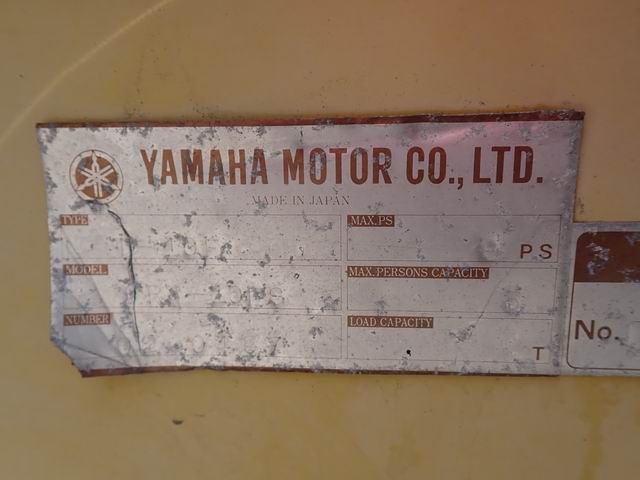 YAMAHA MOTOR CO., LTD.
MADE IN JAPAN
TYPE
MAX.PS
PS
MODEL
MAX.PERSONS CAPACITY
NUMBER
LOAD CAPACITY
T
No.